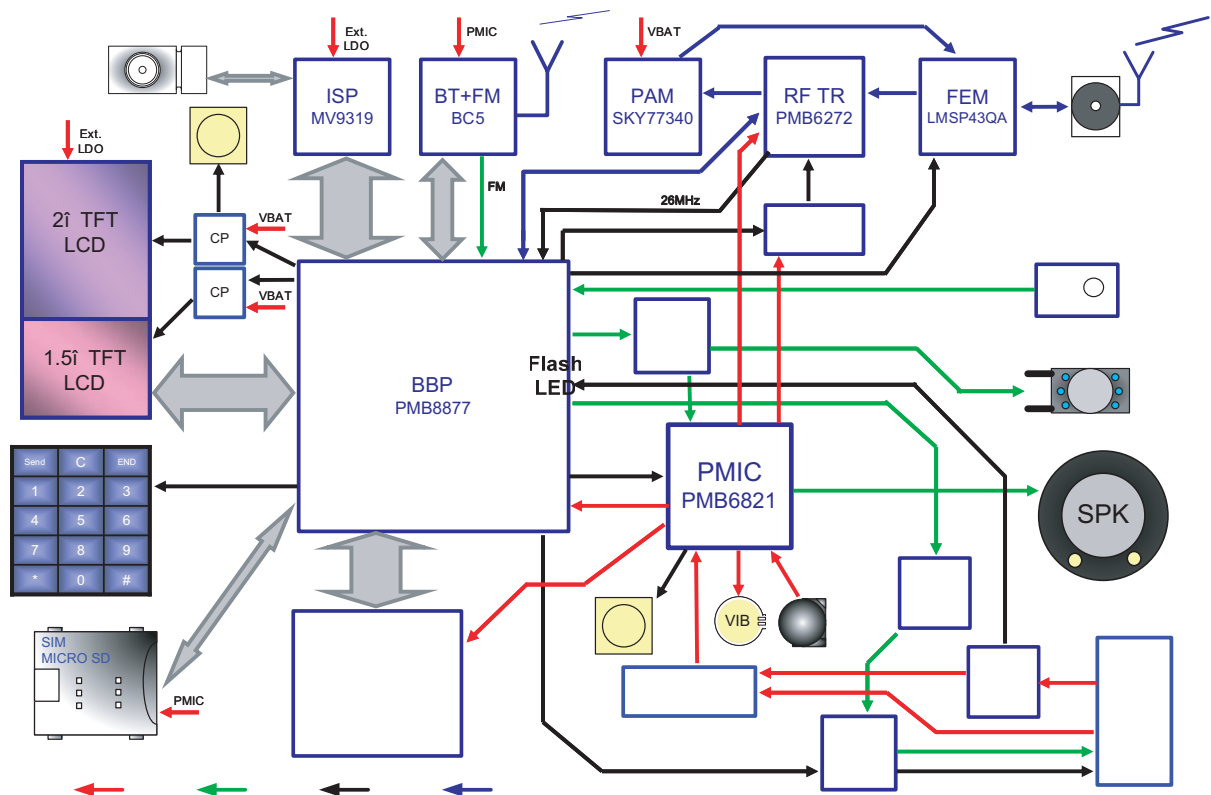 Ext.
LDO
PMIC
VBAT
ISP
MV9319
BT+FM
BC5
PAM
SKY77340
RF TR
PMB6272
FEM
LMSP43QA
Ext.
LDO
FM
26MHz
2î TFT
LCD
CP
VBAT
CP
VBAT
1.5î TFT
LCD
BBP
PMB8877
Flash
LED
Send
C
END
1
2
3
4
5
6
7
8
9
*
0
#
PMIC
PMB6821
SPK
VIB
SIM
MICRO SD
PMIC